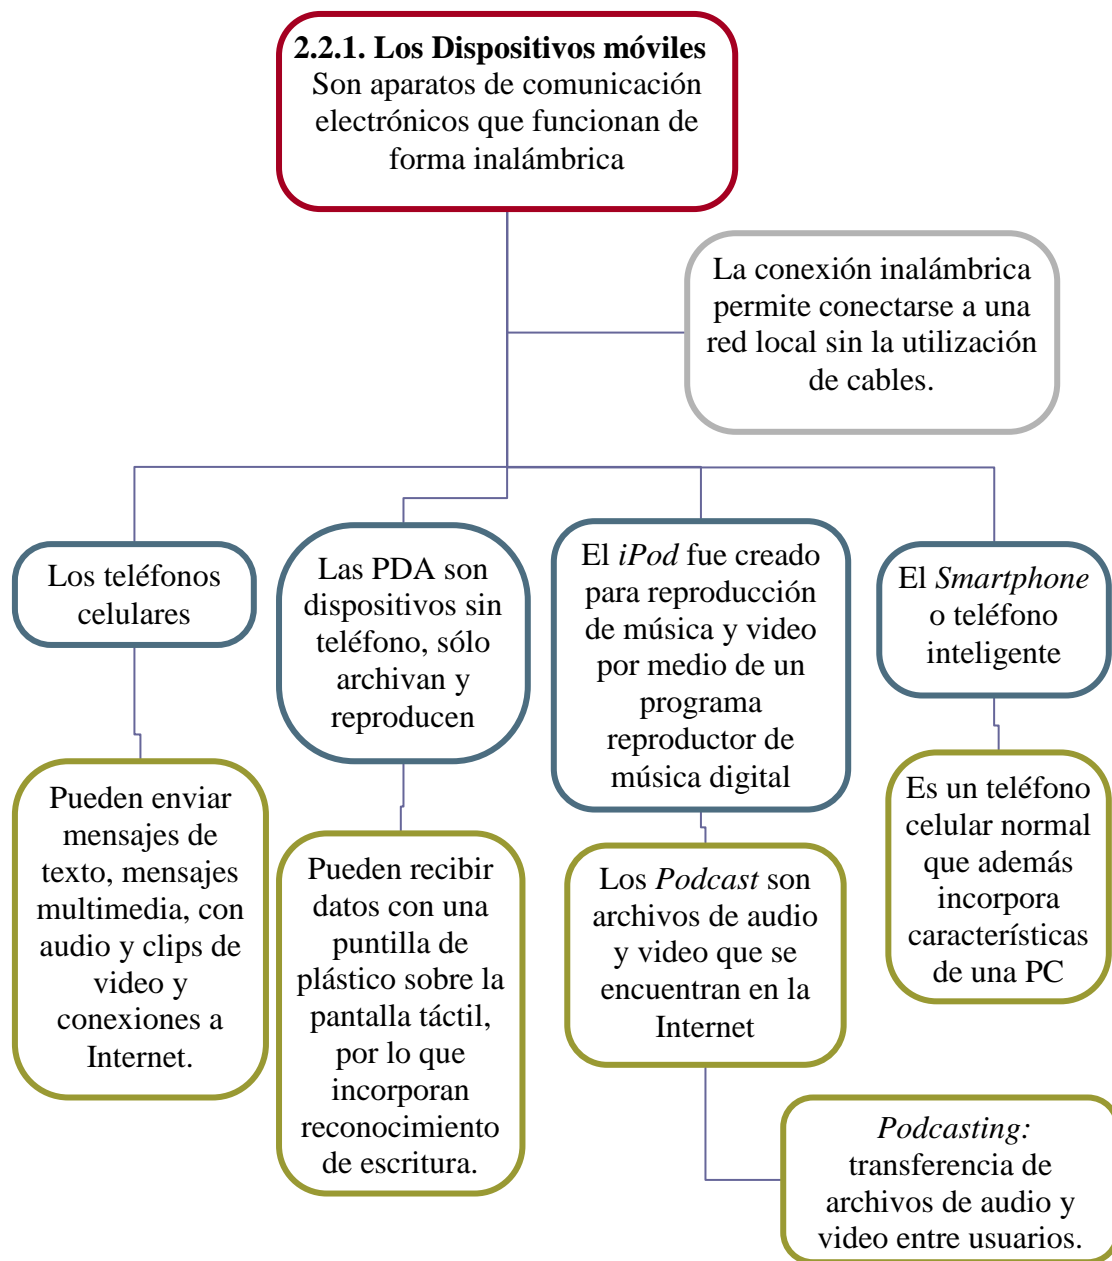 2.2.1. Los Dispositivos móviles
Son aparatos de comunicación
electrónicos que funcionan de
forma inalámbrica
La conexión inalámbrica
permite conectarse a una
red local sin la utilización
de cables.
Los teléfonos
celulares
Las PDA son
dispositivos sin
teléfono, sólo
archivan y
reproducen
El iPod fue creado
para reproducción
de música y video
por medio de un
programa
reproductor de
música digital
El Smartphone
o teléfono
inteligente
Pueden enviar
mensajes de
texto, mensajes
multimedia, con
audio y clips de
video y
conexiones a
Internet.
Pueden recibir
datos con una
puntilla de
plástico sobre la
pantalla táctil,
por lo que
incorporan
reconocimiento
de escritura.
Los Podcast son
archivos de audio
y video que se
encuentran en la
Internet
Es un teléfono
celular normal
que además
incorpora
características
de una PC
Podcasting:
transferencia de
archivos de audio y
video entre usuarios.